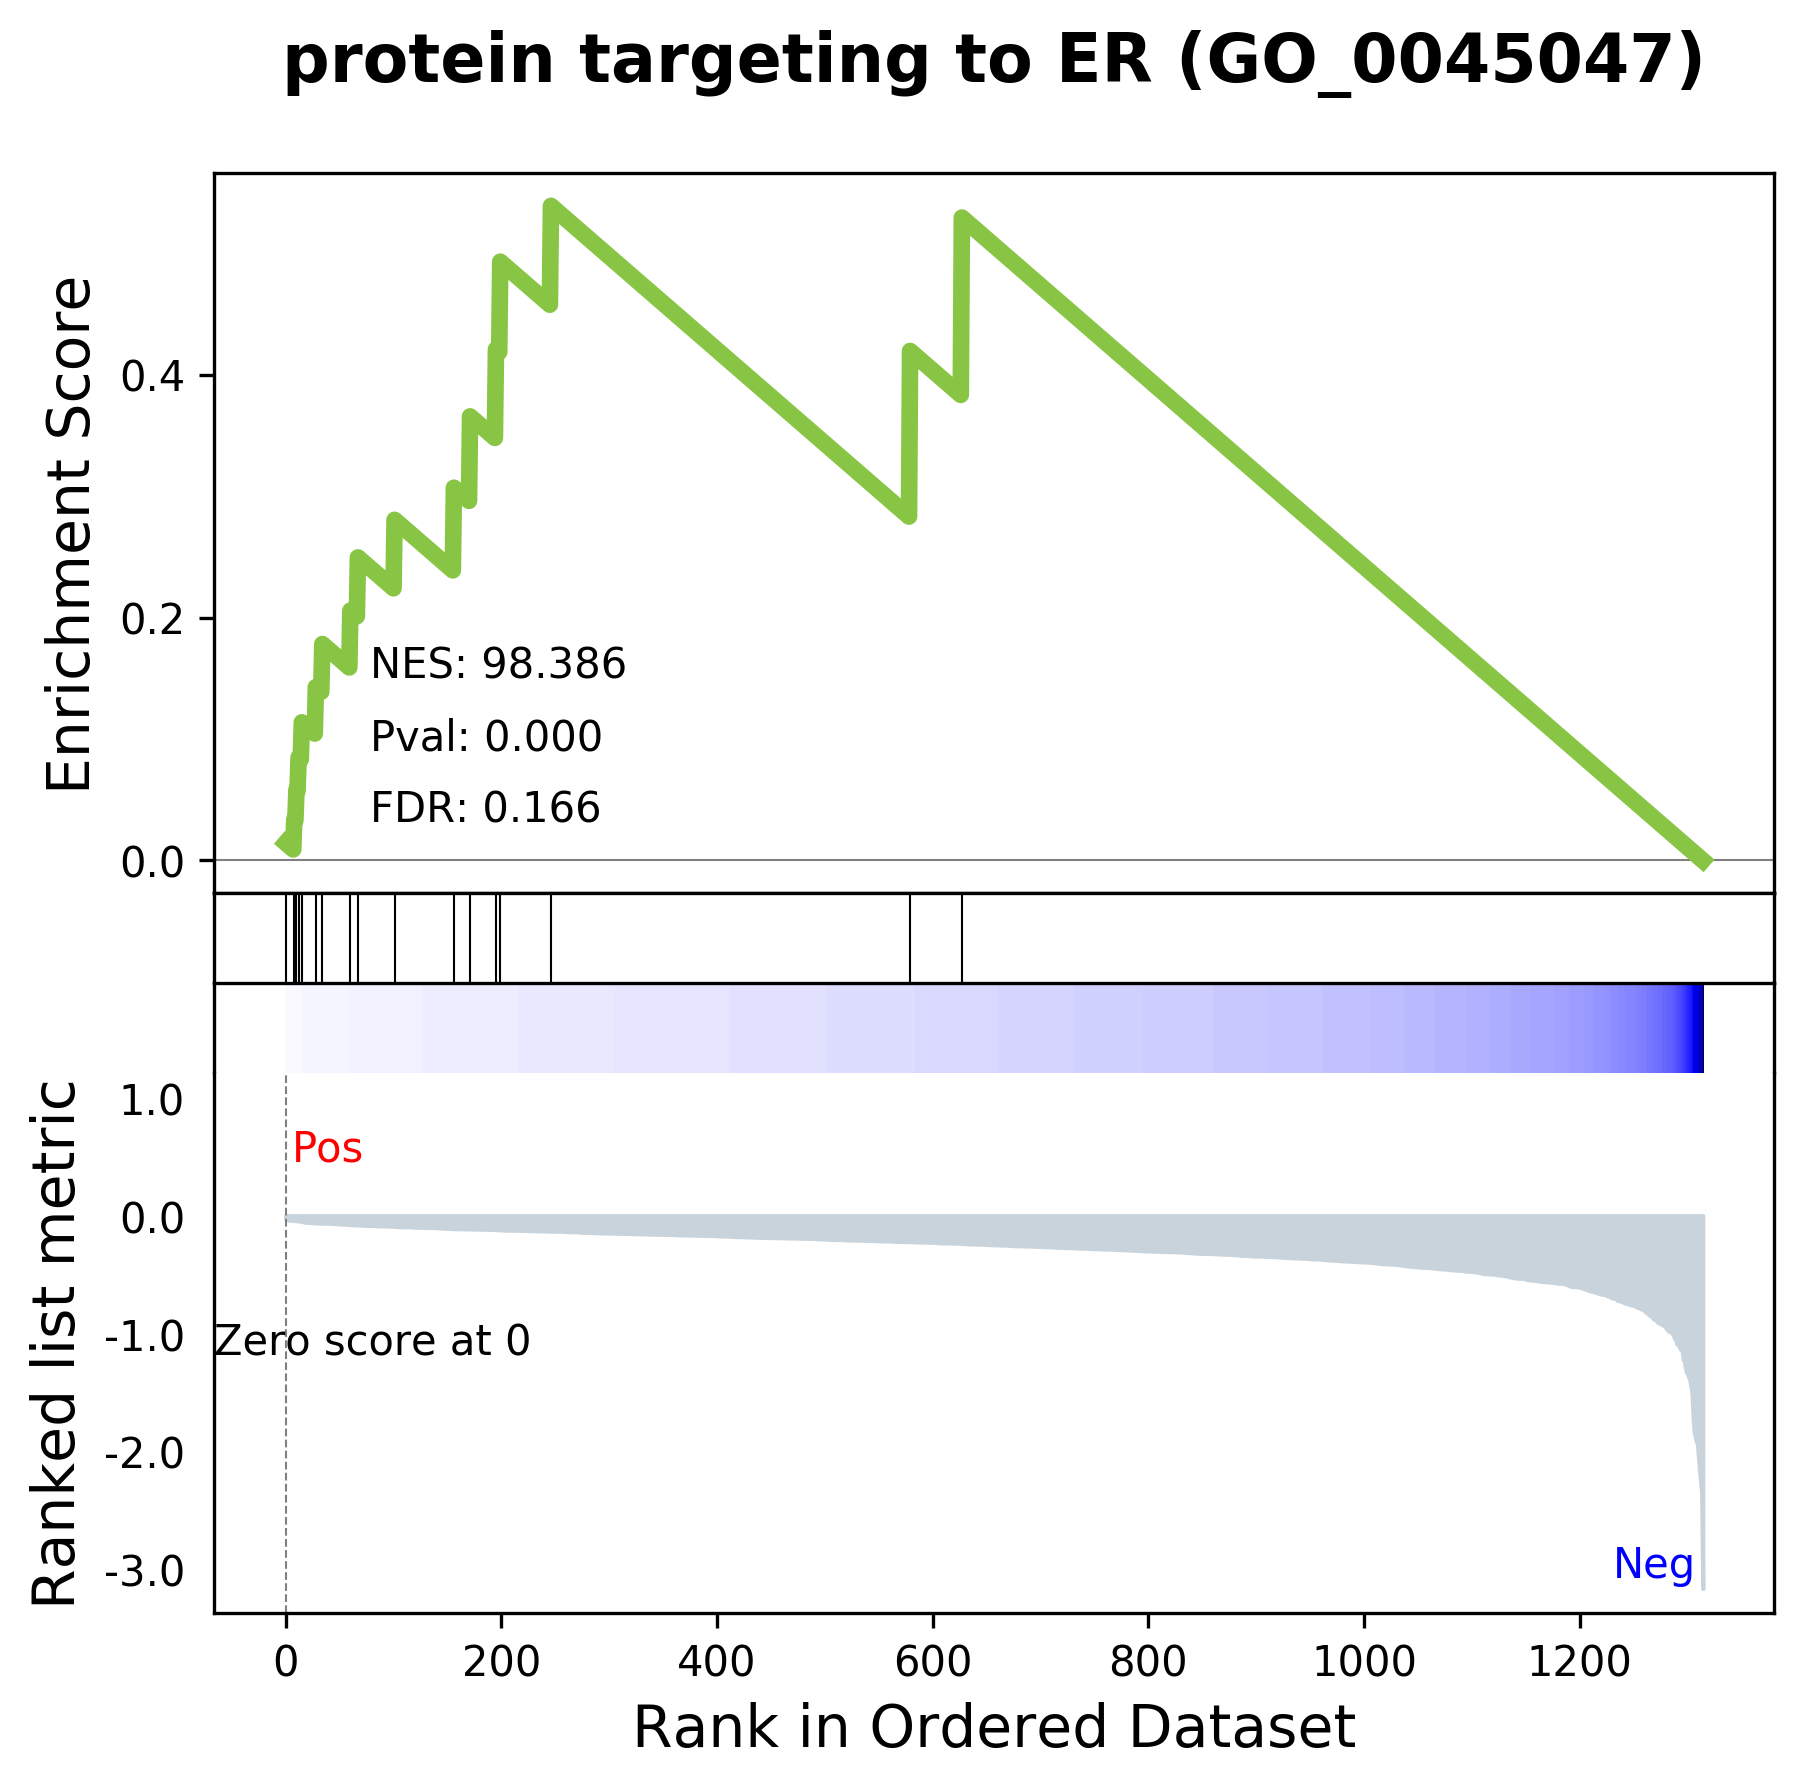 protein targeting to ER (GO_0045047)
Enrichment Score
0.4
0.2
0.0
NES: 98.386
Pval: 0.000
FDR: 0.166
Ranked list metric
1.0
0.0
-1.0
-2.0
-3.0
Pos
Zero score at 0
Neg
0 200 400 600 800 1000 1200
Rank in Ordered Dataset